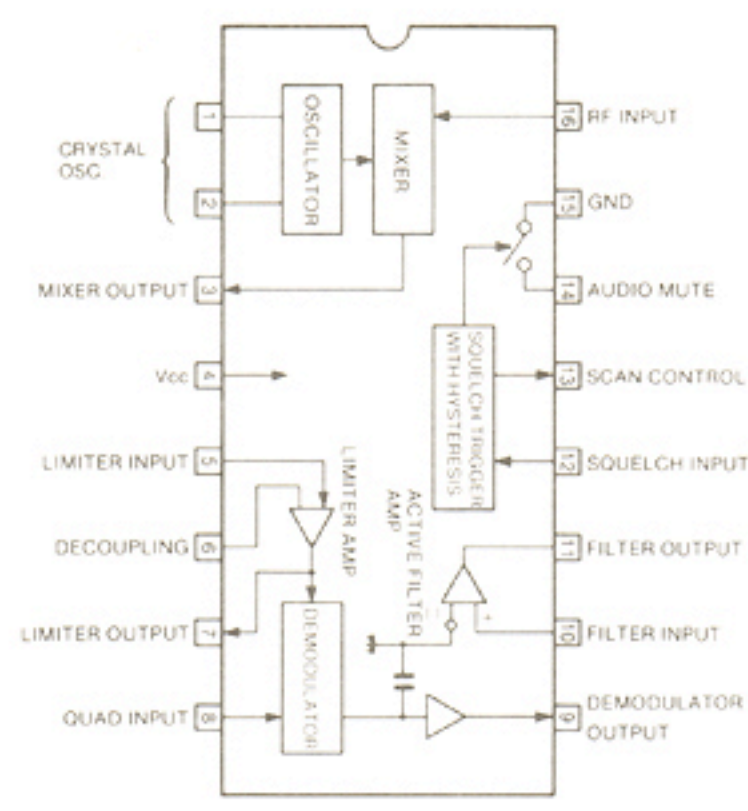 CRYSTAL
OSC.
1
2
MIXER OUTPUT 3
Vcc 4
LIMITER INPUT 5
DECOUPLING 6
LIMITER OUTPUT 7
QUAD INPUT 8
OSCILLATOR
MIXER
SQUELCH TRIGGER
WITH HYSTERESIS
LIMITER AMP
ACTIVE FILTER
AMP
DEMODULATOR
- +
16 RF INPUT
15 GND
14 AUDIO MUTE
13 SCAN CONTROL
12 SQUELCH INPUT
11 FILTER OUTPUT
10 FILTER INPUT
9 DEMODULATOR
OUTPUT